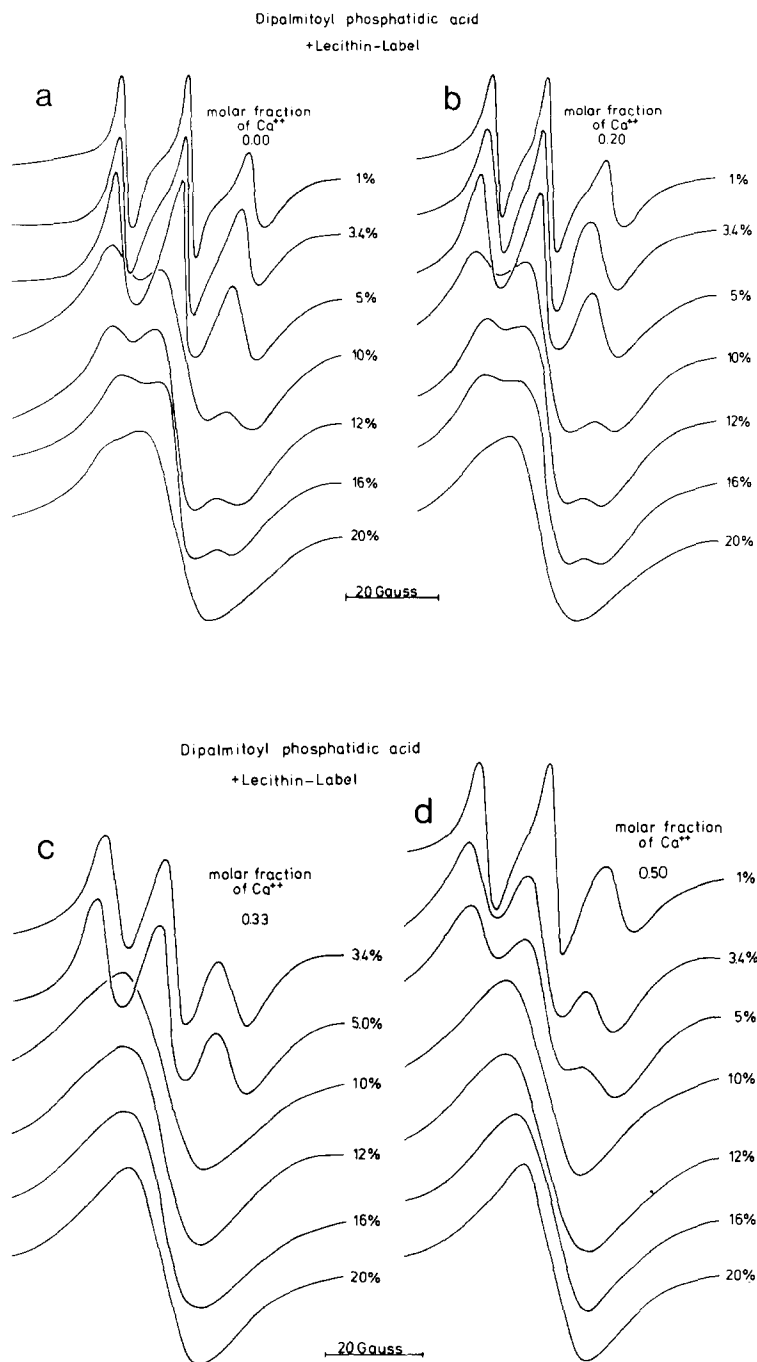 Dipalmitoyl phosphatidic acid
+Lecithin-Label
a
molar fraction
of Ca++
0.00
1%
3.4%
5%
10%
12%
16%
20%
b
molar fraction
of Ca++
0.20
1%
3.4%
5%
10%
12%
16%
20%
20 Gauss
Dipalmitoyl phosphatidic acid
+Lecithin-Label
c
molar fraction
of Ca++
0.33
3.4%
5.0%
10%
12%
16%
20%
d
molar fraction
of Ca++
0.50
1%
3.4%
5%
10%
12%
16%
20%
20 Gauss